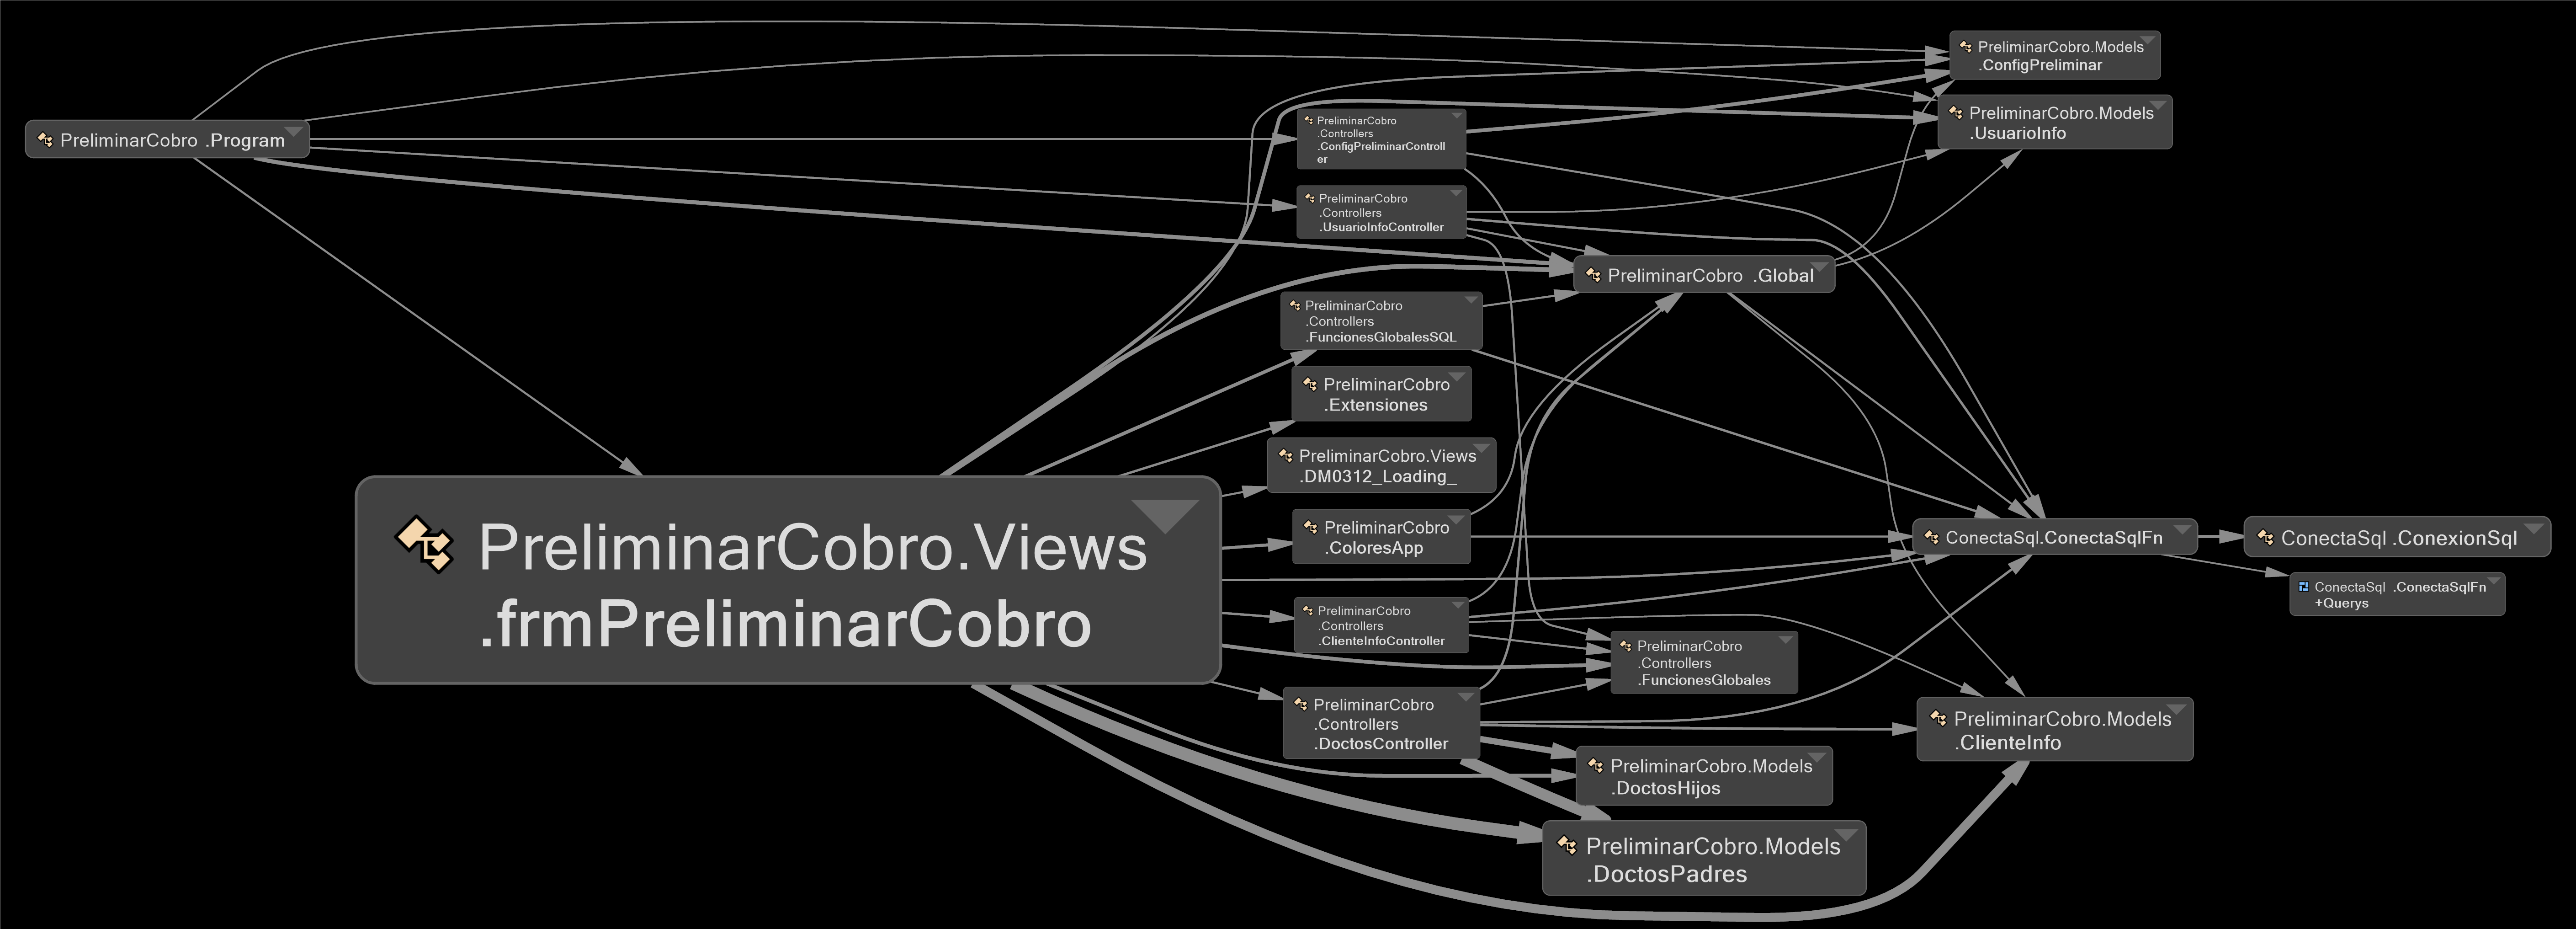 PreliminarCobro.Models
.ConfigPreliminar
PreliminarCobro.Models
.UsuarioInfo
PreliminarCobro .Program
PreliminarCobro
.Controllers
.ConfigPreliminarControll
er
PreliminarCobro
.Controllers
.UsuarioInfoController
PreliminarCobro .Global
PreliminarCobro
.Controllers
.FuncionesGlobalesSQL
PreliminarCobro
.Extensiones
PreliminarCobro.Views
.DM0312_Loading_
PreliminarCobro.Views
.frmPreliminarCobro
PreliminarCobro
.ColoresApp
ConectaSql.ConectaSqlFn
ConectaSql .ConexionSql
ConectaSql .ConectaSqlFn
+Querys
PreliminarCobro
.Controllers
.ClienteInfoController
PreliminarCobro
.Controllers
.FuncionesGlobales
PreliminarCobro
.Controllers
.DoctosController
PreliminarCobro.Models
.ClienteInfo
PreliminarCobro.Models
.DoctosHijos
PreliminarCobro.Models
.DoctosPadres